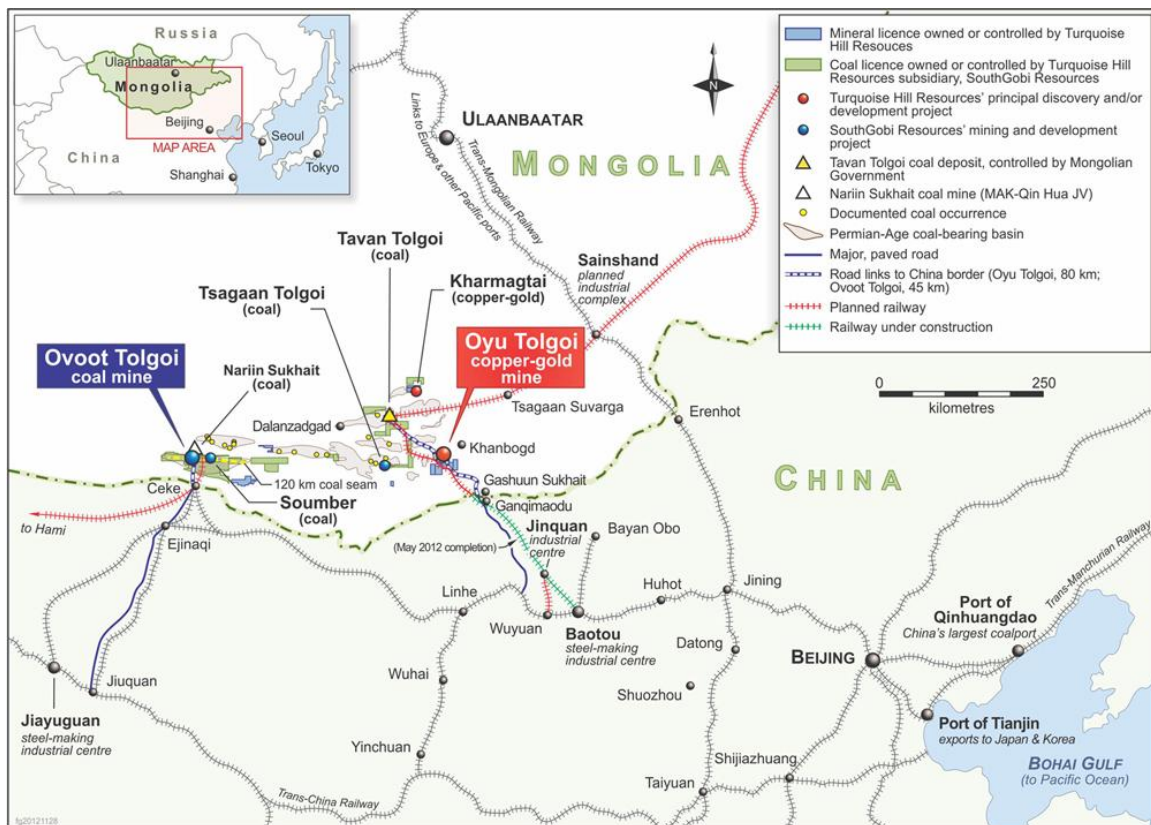 Russia
Ulaanbaatar
Mongolia
Beijing
MAP AREA
Seoul
China
Tokyo
Shanghai
Mineral licence owned or controlled by Turquoise
Hill Resouces
Coal licence owned or controlled by Turquoise Hill
Resources subsidiary, SouthGobi Resources
Turquoise Hill Resources' principal discovery and/or
development project
SouthGobi Resources' mining and development
project
Tavan Tolgoi coal deposit, controlled by Mongolian
Government
Nariin Sukhait coal mine (MAK-Qin Hua JV)
Documented coal occurrence
Permian-Age coal-bearing basin
Major, paved road
Road links to China border (Oyu Tolgoi, 80 km;
Ovoot Tolgoi, 45 km)
Planned railway
Railway under construction
0 250
kilometres
N
ULAANBAATAR
MONGOLIA
Links to Europe & other Pacific ports
Trans-Mongolian Railway
Sainshand
planned
industrial
complex
Tavan Tolgoi
(coal)
Kharmagtai
(copper-gold)
Tsagaan Tolgoi
(coal)
Oyu Tolgoi
copper-gold
mine
Ovoot Tolgoi
coal mine
Nariin Sukhait
(coal)
Dalanzadgad
Tsagaan Suvarga
Erenhot
Khanbogd
120 km coal seam
Soumber
(coal)
Ceke
Gashuun Sukhait
Ganqimaodu
CHINA
to Hami
Ejinaqi
(May 2012 completion)
Jinquan
industrial
centre
Bayan Obo
Linhe
Wuyuan
Baotou
steel-making
industrial centre
Huhot
Jining
Datong
BEIJING
Port of
Qinhuangdao
China's largest coalport
Trans-Manchurian Railway
Wuhai
Shuozhou
Jiayuguan
steel-making
industrial centre
Jiuquan
Yinchuan
Port of Tianjin
exports to Japan & Korea
BOHAI GULF
(to Pacific Ocean)
Shijiazhuang
Taiyuan
Trans-China Railway
fg20121128